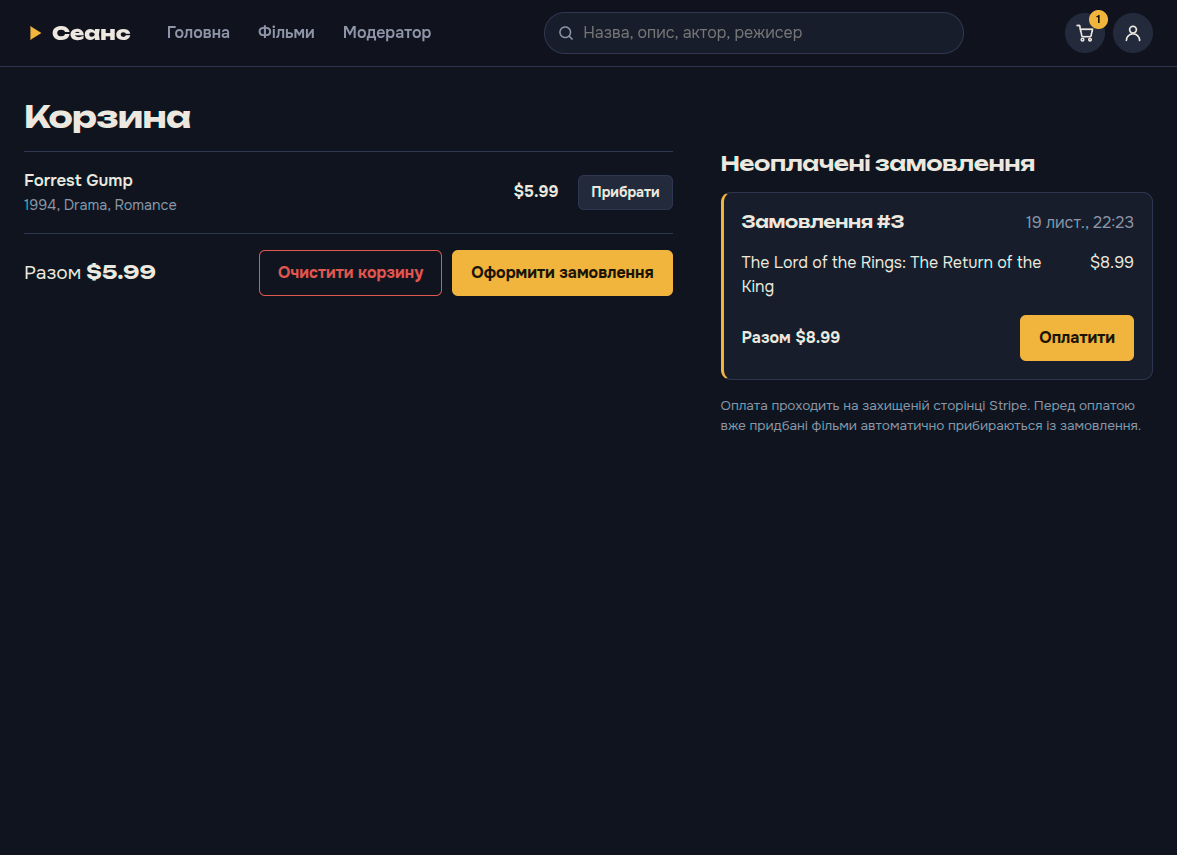 Сеанс
Головна
Фільми
Модератор
Назва, опис, актор, режисер
1
Корзина
Forrest Gump
1994, Drama, Romance
$5.99
Прибрати
Разом $5.99
Очистити корзину
Оформити замовлення
Неоплачені замовлення
Замовлення #3
19 лист., 22:23
The Lord of the Rings: The Return of the
King
$8.99
Разом $8.99
Оплатити
Оплата проходить на захищеній сторінці Stripe. Перед оплатою
вже придбані фільми автоматично прибираються із замовлення.